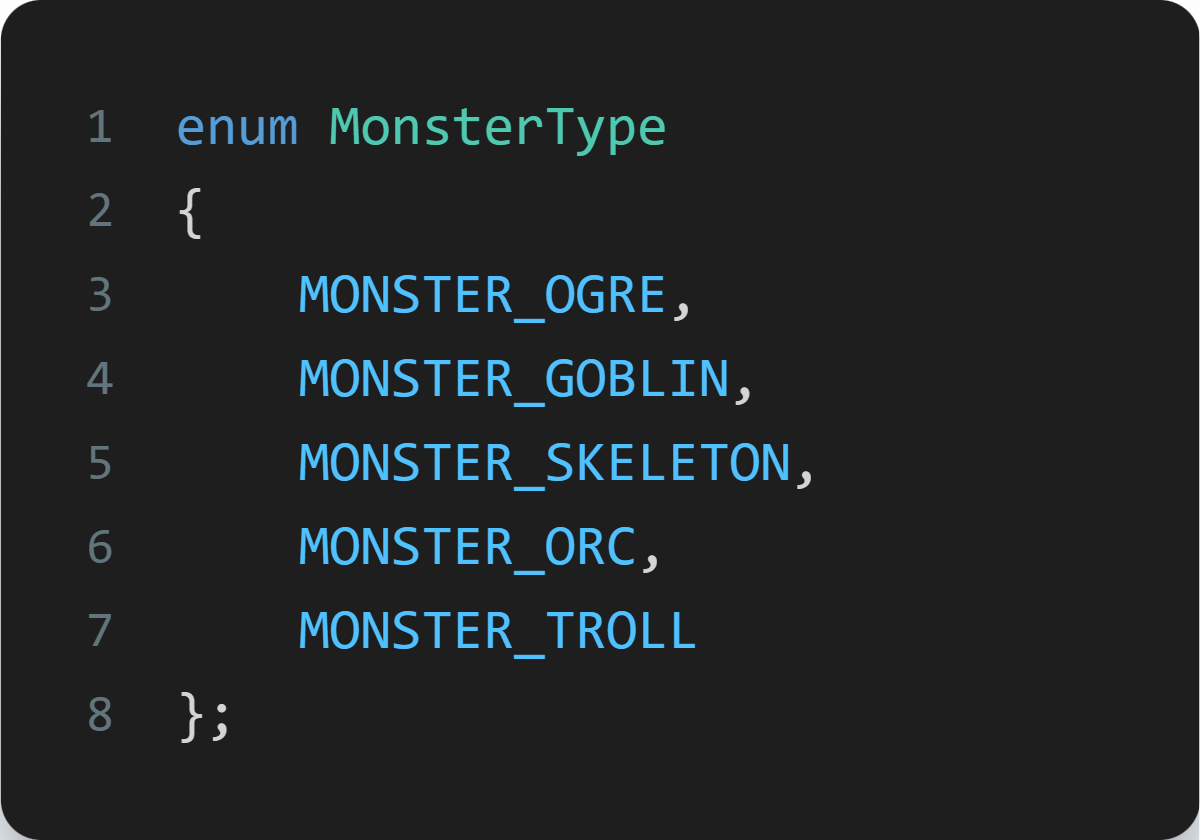 1 enum MonsterType
2 {
3     MONSTER_OGRE,
4     MONSTER_GOBLIN,
5     MONSTER_SKELETON,
6     MONSTER_ORC,
7     MONSTER_TROLL
8 };